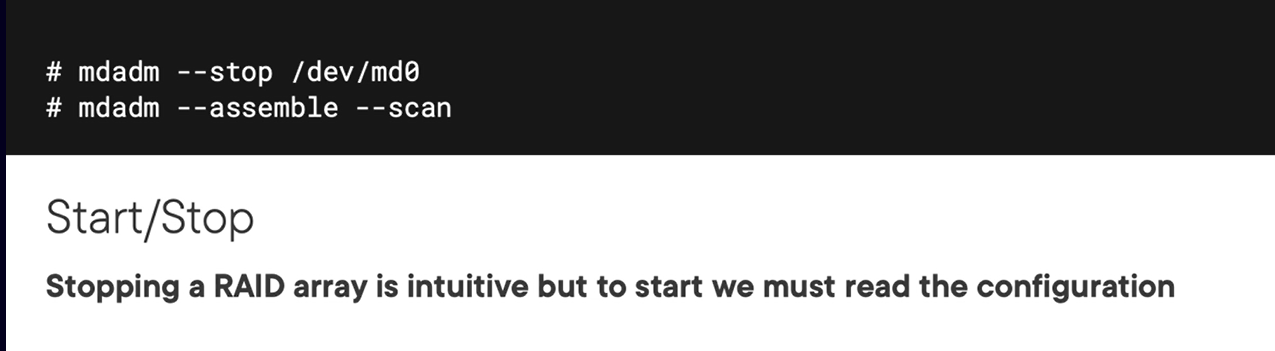 # mdadm --stop /dev/md0
# mdadm --assemble --scan
Start/Stop
Stopping a RAID array is intuitive but to start we must read the configuration